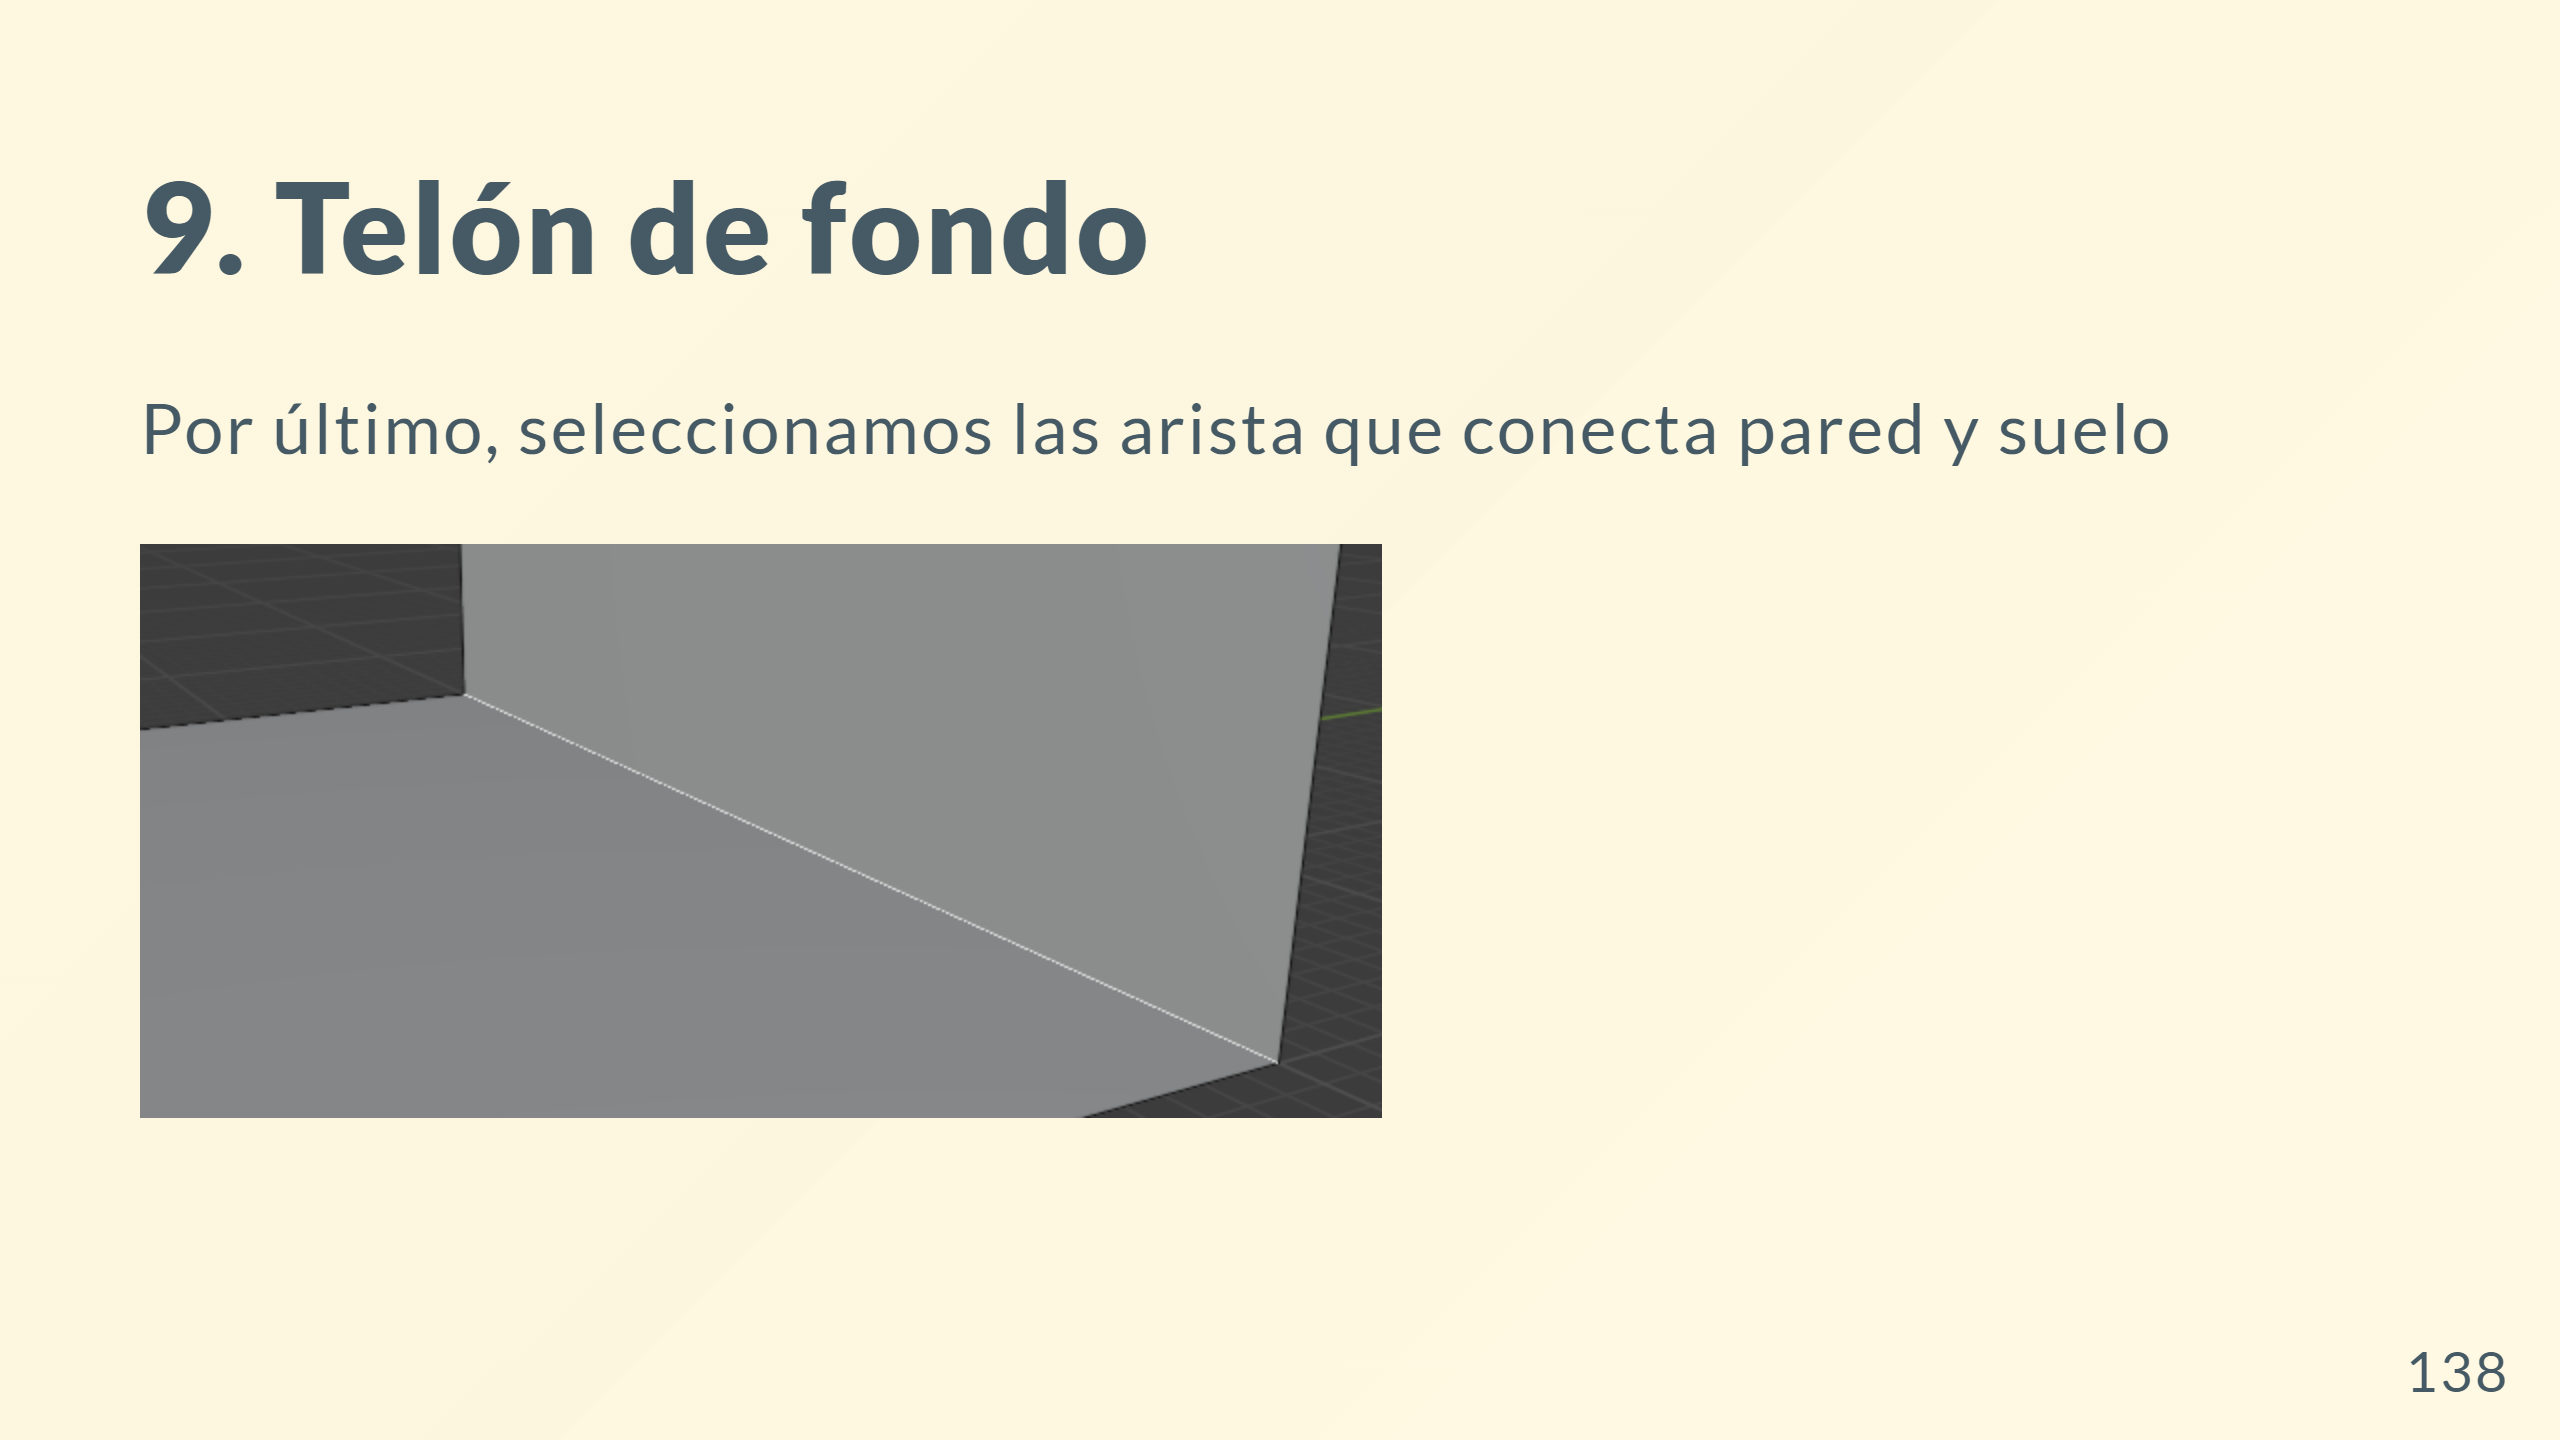 9. Telón de fondo
Por último, seleccionamos las arista que conecta pared y suelo
138